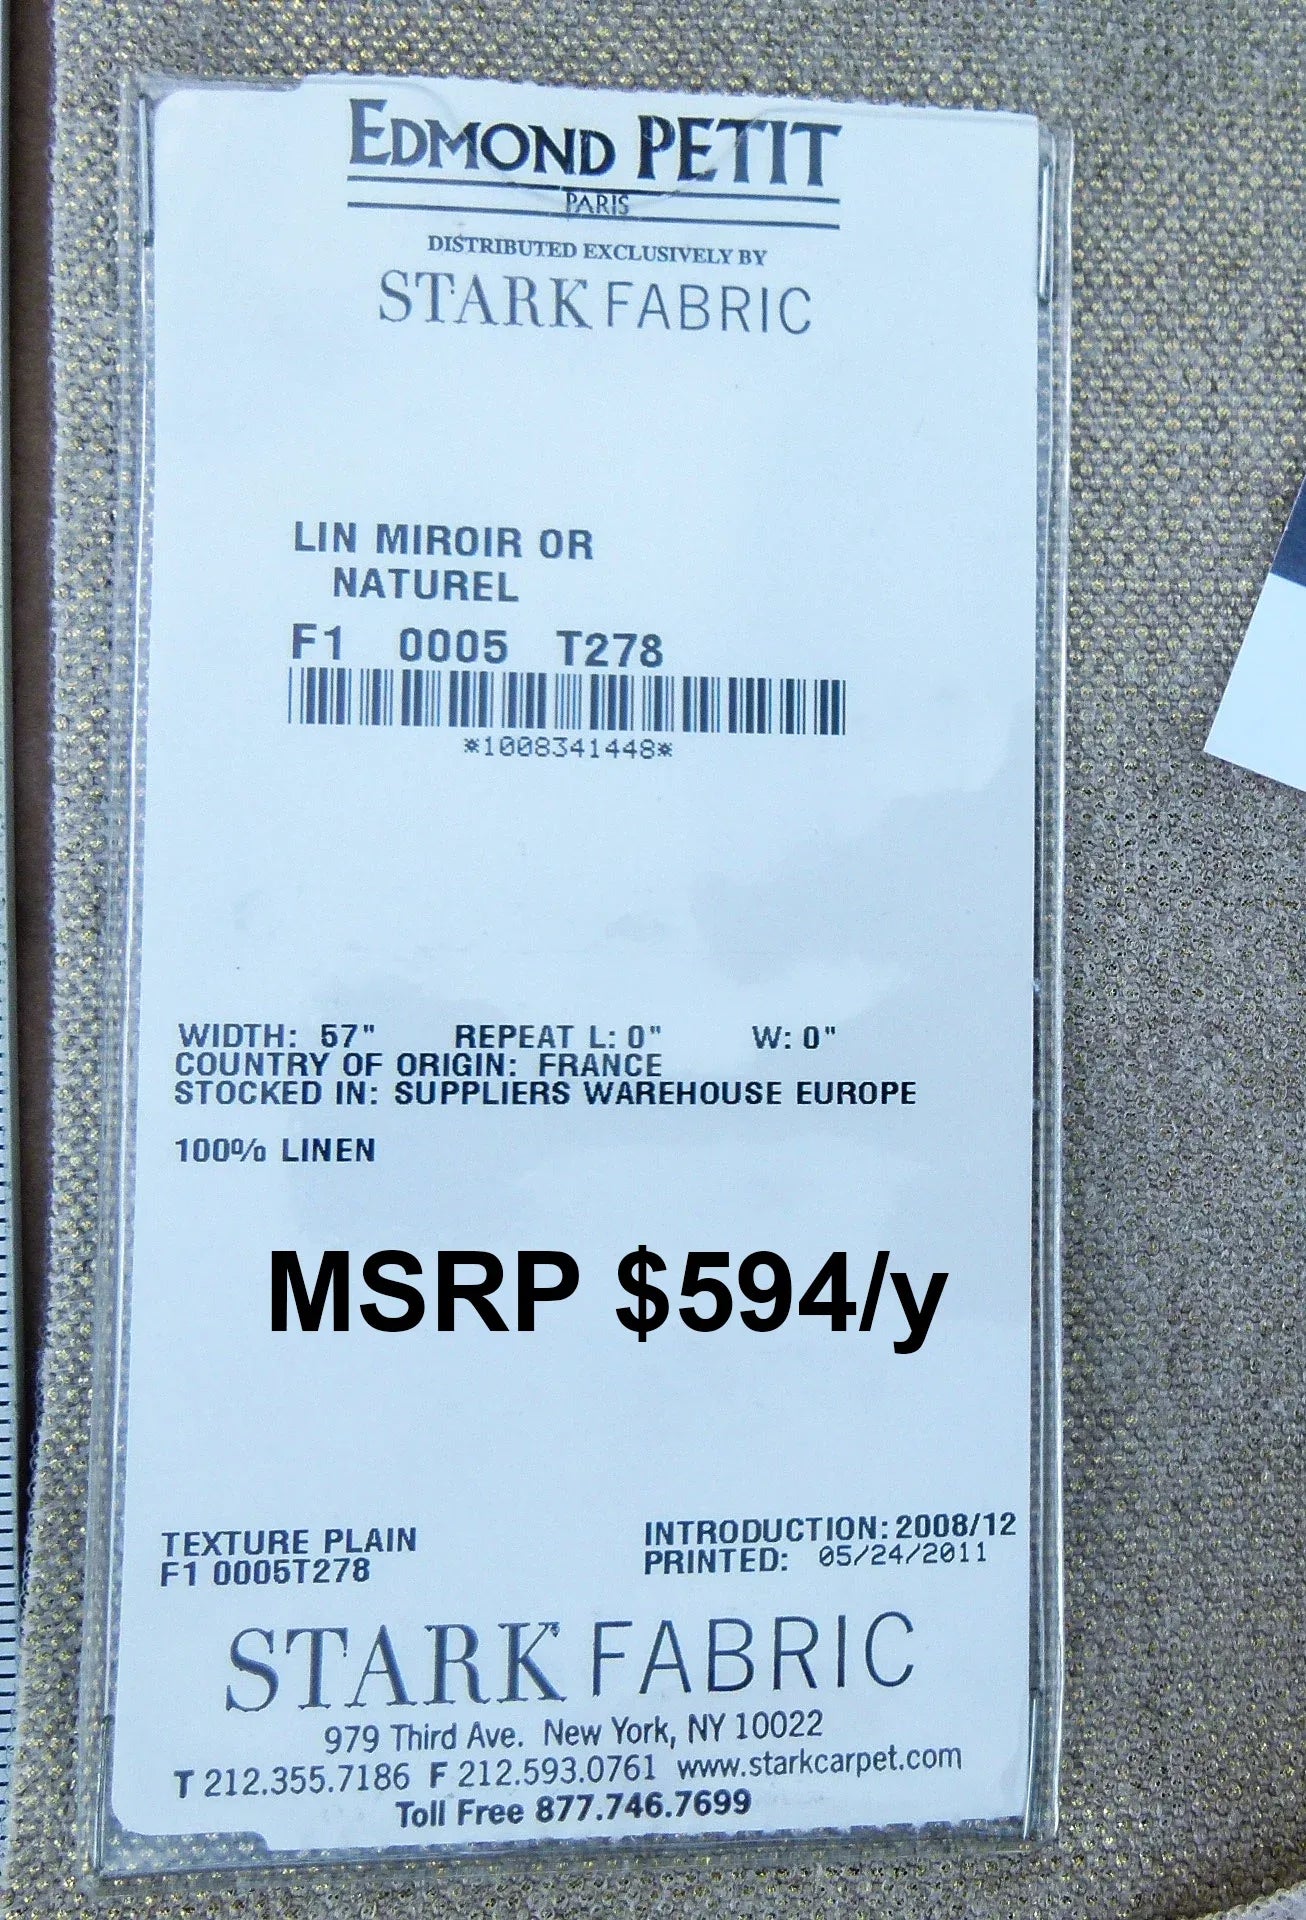 EDMOND PETIT
PARIS
DISTRIBUTED EXCLUSIVELY BY
STARK FABRIC
LIN MIROIR OR
NATUREL
F1 0005 T278
*1008341448*
WIDTH: 57" REPEAT L: 0" W: 0"
COUNTRY OF ORIGIN: FRANCE
STOCKED IN: SUPPLIERS WAREHOUSE EUROPE
100% LINEN
MSRP $594/y
TEXTURE PLAIN INTRODUCTION: 2008/12
F1 0005T278 PRINTED: 05/24/2011
STARK FABRIC
979 Third Ave. New York, NY 10022
T 212.355.7186 F 212.593.0761 www.starkcarpet.com
Toll Free 877.746.7699